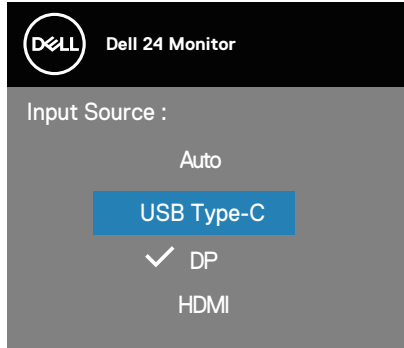 DELL
Dell 24 Monitor
Input Source :
Auto
USB Type-C
DP
HDMI